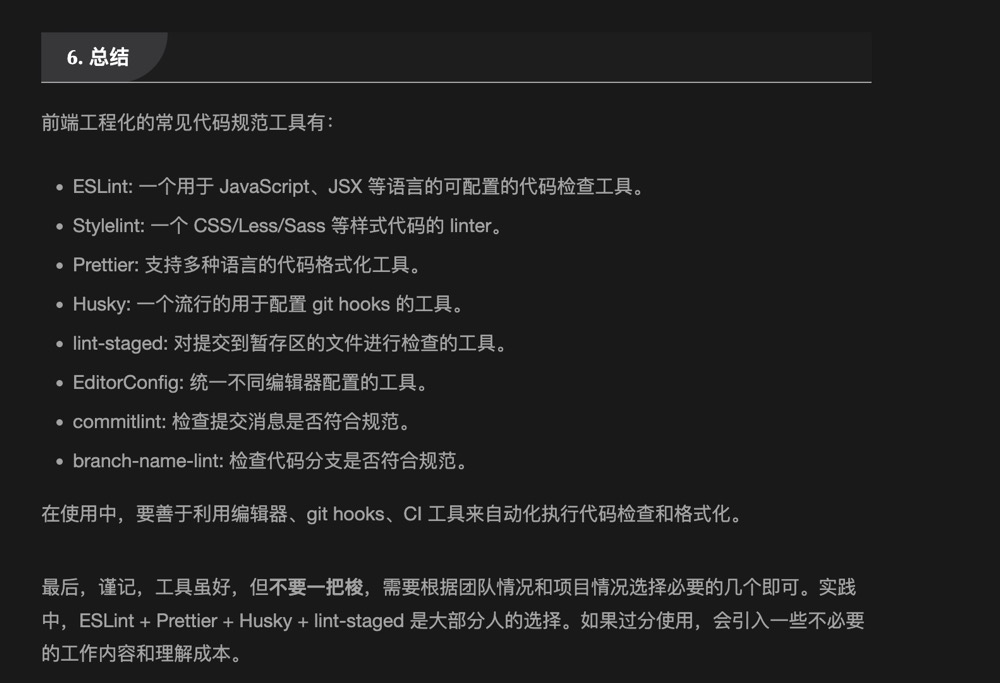 6. 总结
前端工程化的常见代码规范工具有：
• ESLint: 一个用于 JavaScript、JSX 等语言的可配置的代码检查工具。
• Stylelint: 一个 CSS/Less/Sass 等样式代码的 linter。
• Prettier: 支持多种语言的代码格式化工具。
• Husky: 一个流行的用于配置 git hooks 的工具。
• lint-staged: 对提交到暂存区的文件进行检查的工具。
• EditorConfig: 统一不同编辑器配置的工具。
• commitlint: 检查提交消息是否符合规范。
• branch-name-lint: 检查代码分支是否符合规范。
在使用中，要善于利用编辑器、git hooks、CI 工具来自动化执行代码检查和格式化。
最后，谨记，工具虽好，但不要一把梭，需要根据团队情况和项目情况选择必要的几个即可。实践
中，ESLint + Prettier + Husky + lint-staged 是大部分人的选择。如果过分使用，会引入一些不必要
的工作内容和理解成本。